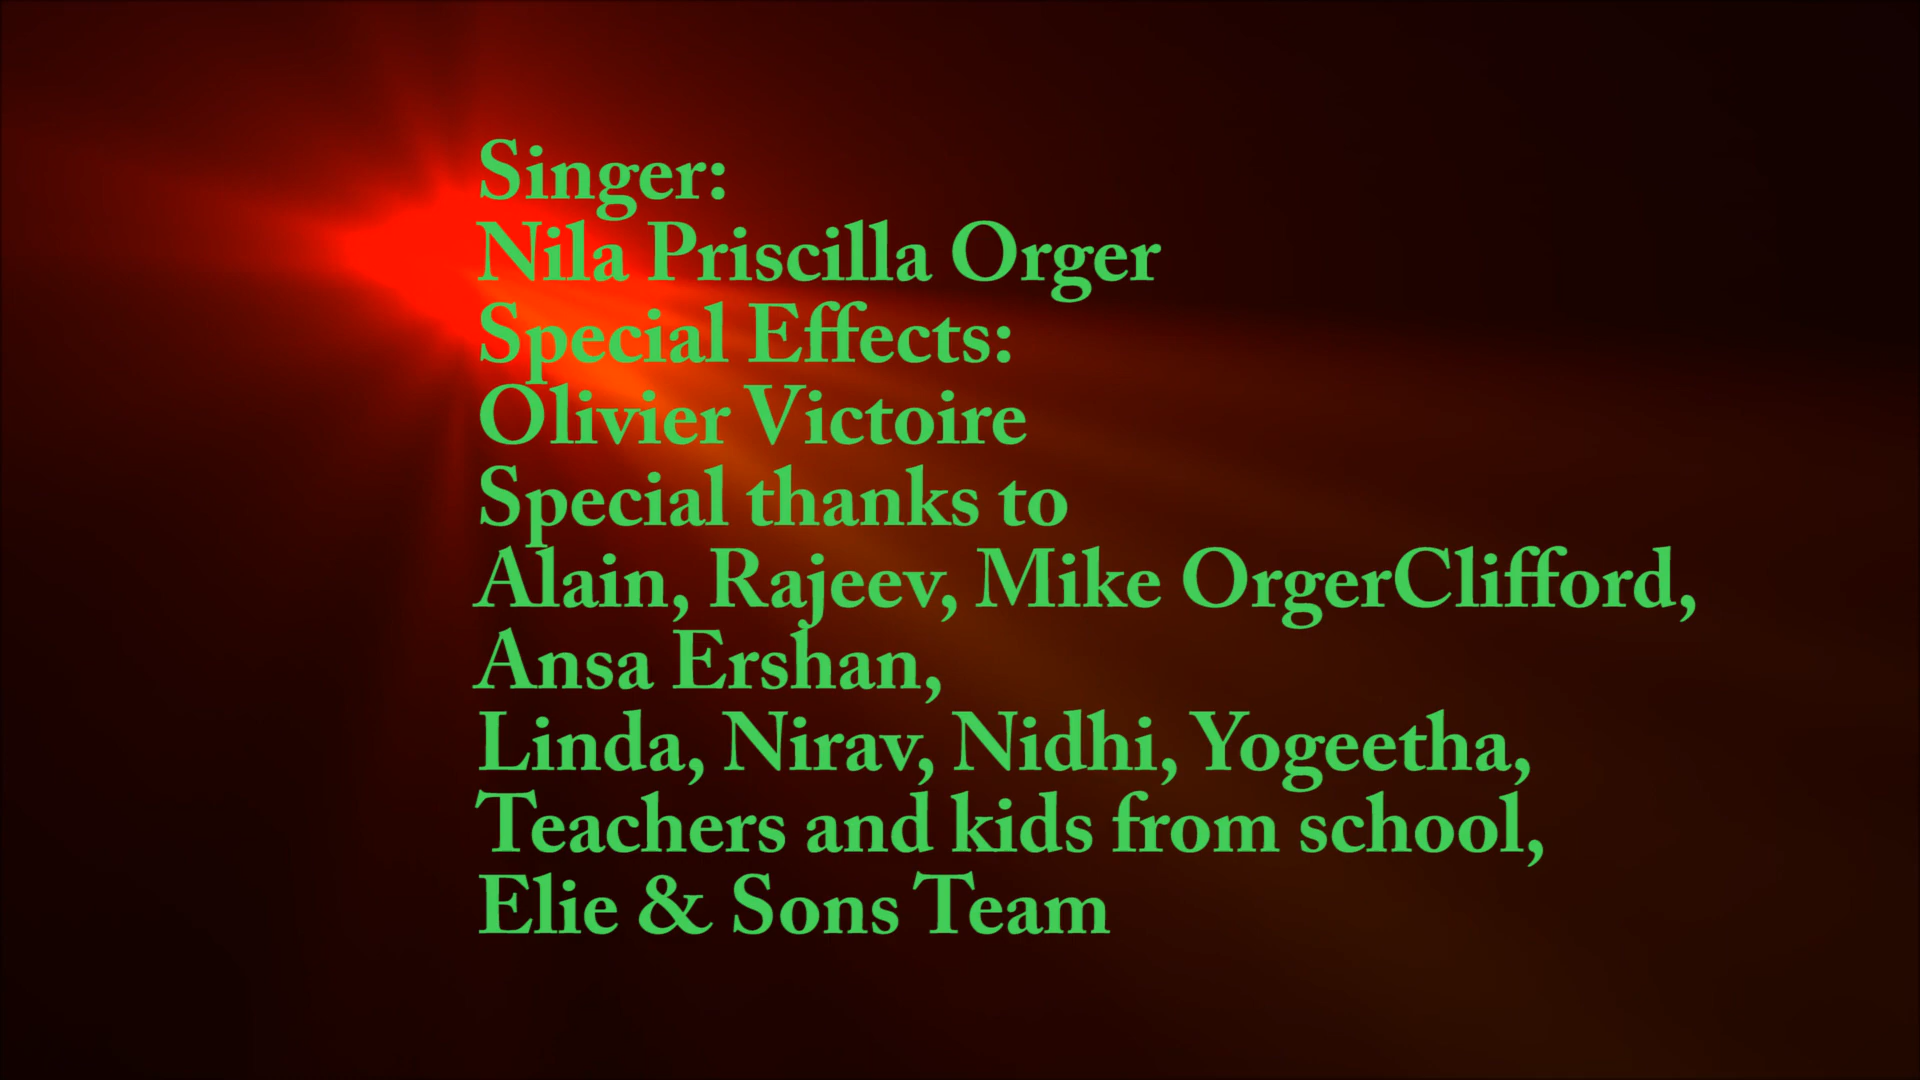 Singer:
Nila Priscilla Orger
Special Effects:
Olivier Victoire
Special thanks to
Alain, Rajeev, Mike OrgerClifford,
Ansa Ershan,
Linda, Nirav, Nidhi, Yogeetha,
Teachers and kids from school,
Elie & Sons Team